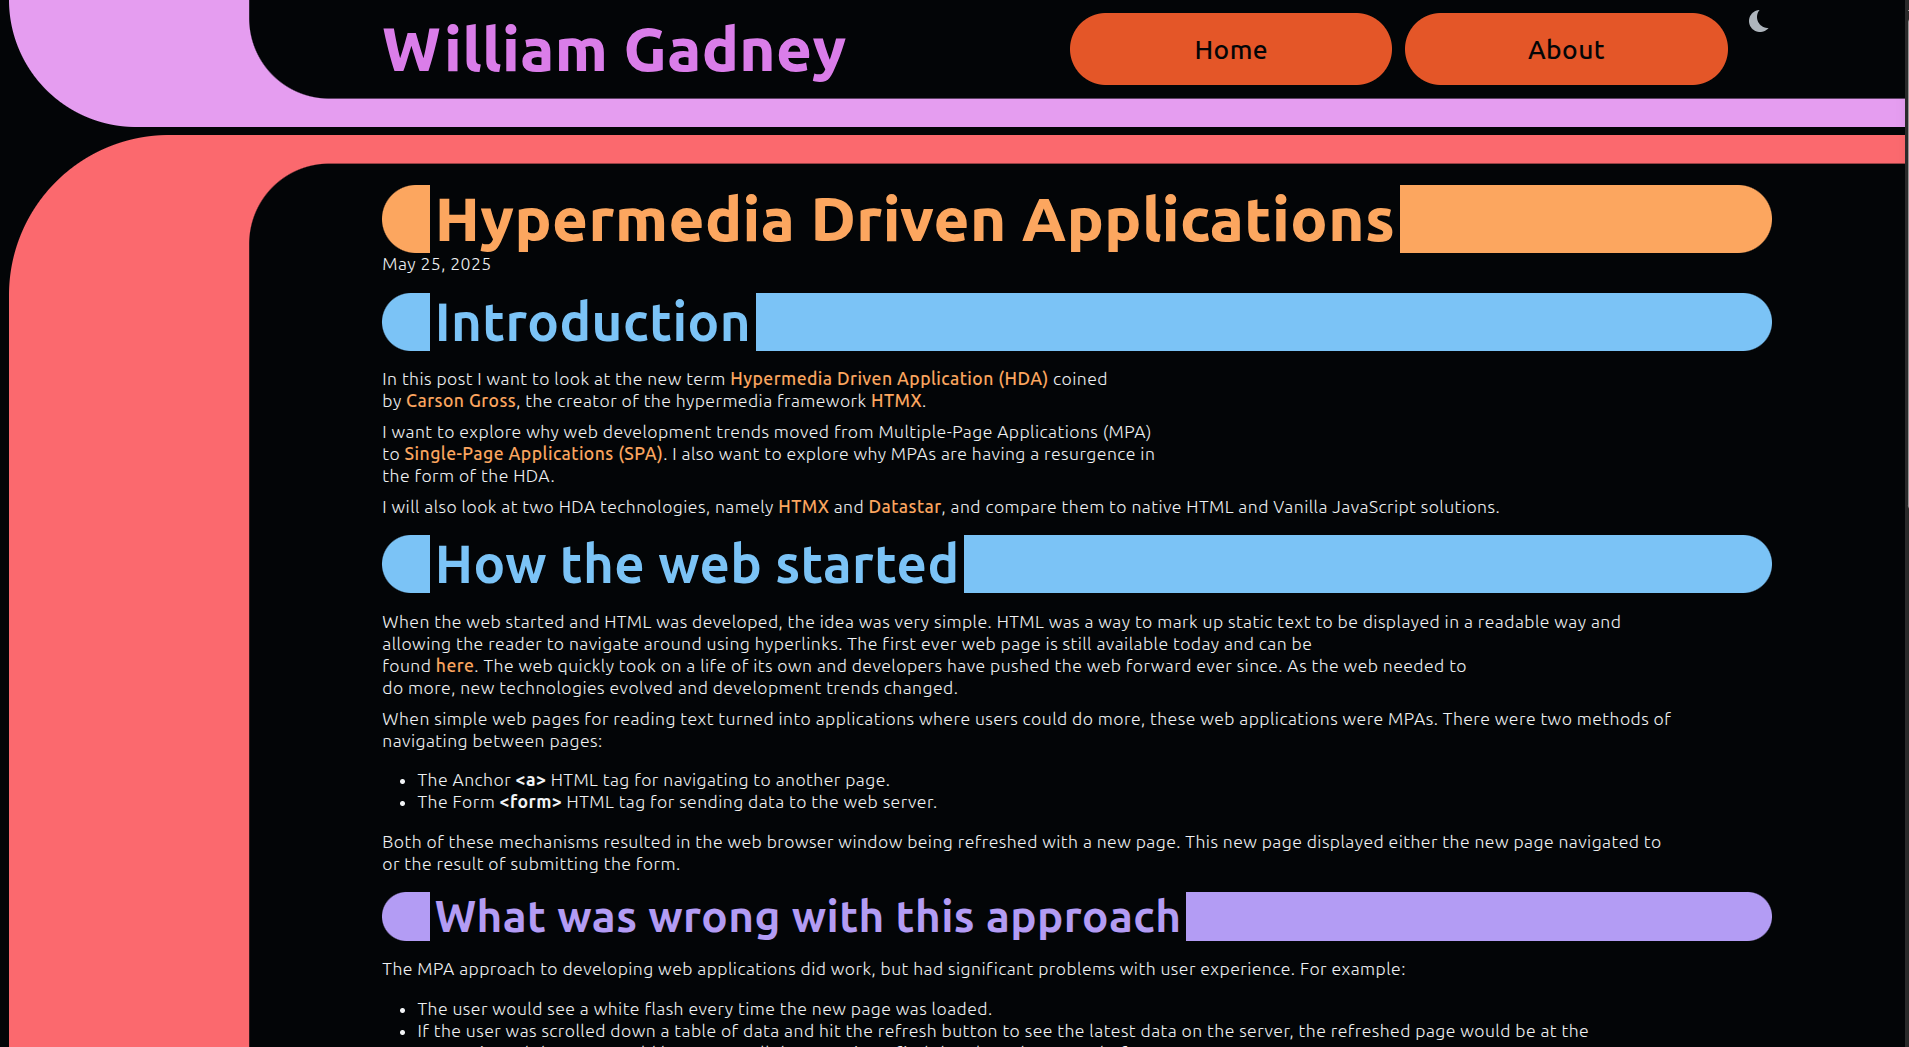 William Gadney
Home
About
Hypermedia Driven Applications
May 25, 2025
Introduction
In this post I want to look at the new term Hypermedia Driven Application (HDA) coined
by Carson Gross, the creator of the hypermedia framework HTMX.
I want to explore why web development trends moved from Multiple-Page Applications (MPA)
to Single-Page Applications (SPA). I also want to explore why MPAs are having a resurgence in
the form of the HDA.
I will also look at two HDA technologies, namely HTMX and Datastar, and compare them to native HTML and Vanilla JavaScript solutions.
How the web started
When the web started and HTML was developed, the idea was very simple. HTML was a way to mark up static text to be displayed in a readable way and
allowing the reader to navigate around using hyperlinks. The first ever web page is still available today and can be
found here. The web quickly took on a life of its own and developers have pushed the web forward ever since. As the web needed to
do more, new technologies evolved and development trends changed.
When simple web pages for reading text turned into applications where users could do more, these web applications were MPAs. There were two methods of
navigating between pages:
• The Anchor <a> HTML tag for navigating to another page.
• The Form <form> HTML tag for sending data to the web server.
Both of these mechanisms resulted in the web browser window being refreshed with a new page. This new page displayed either the new page navigated to
or the result of submitting the form.
What was wrong with this approach
The MPA approach to developing web applications did work, but had significant problems with user experience. For example:
• The user would see a white flash every time the new page was loaded.
• If the user was scrolled down a table of data and hit the refresh button to see the latest data on the server, the refreshed page would be at the